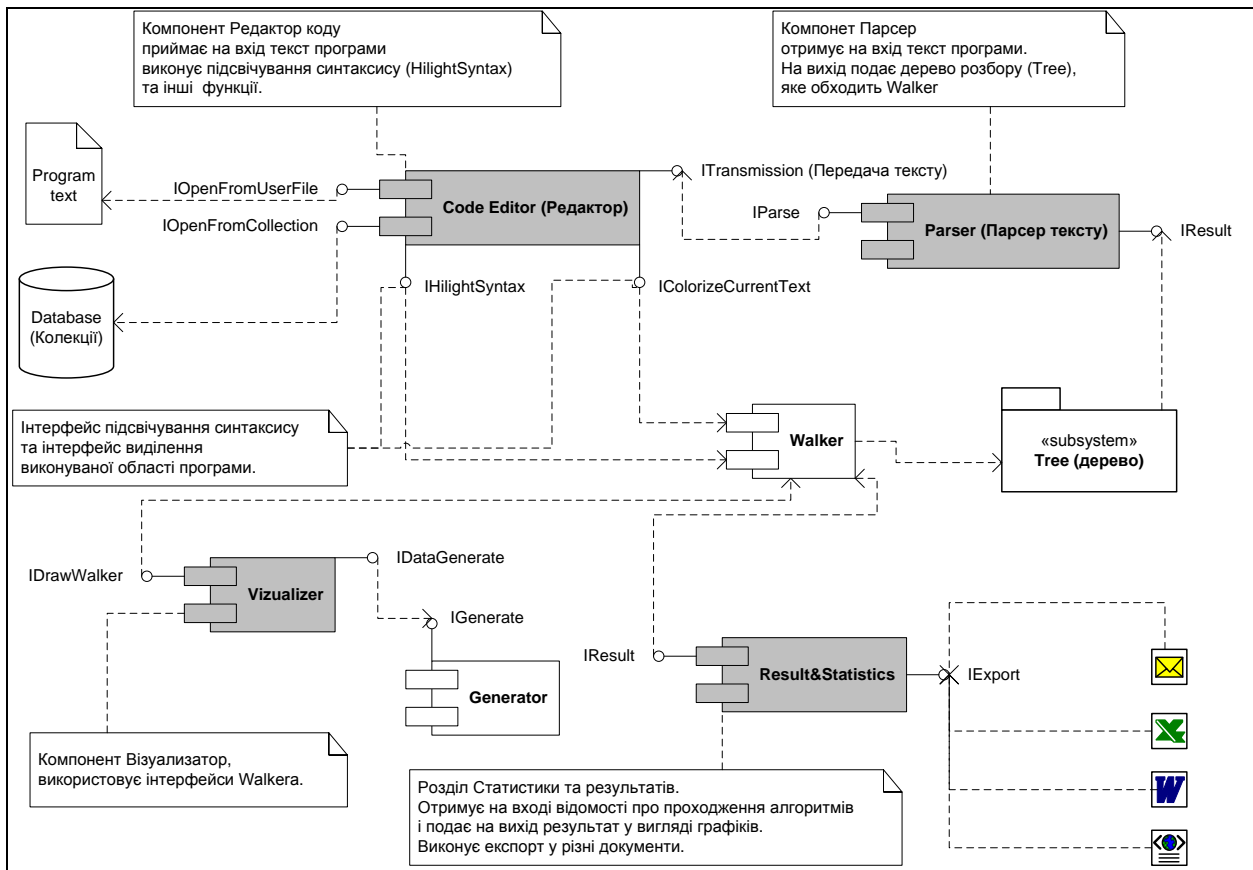 Компонент Редактор коду
приймає на вхід текст програми
виконує підсвічування синтаксису (HilightSyntax)
та інші функції.
Компонет Парсер
отримує на вхід текст програми.
На вихід подає дерево розбору (Tree),
яке обходить Walker
Program
text
IOpenFromUserFile
IOpenFromCollection
Code Editor (Редактор)
ITransmission (Передача тексту)
IParse
Parser (Парсер тексту)
IResult
Database
(Колекції)
IHilightSyntax
IColorizeCurrentText
Інтерфейс підсвічування синтаксису
та інтерфейс виділення
виконуваної області програми.
Walker
«subsystem»
Tree (дерево)
IDrawWalker
Vizualizer
IDataGenerate
IGenerate
Generator
IResult
Result&Statistics
IExport
Компонент Візуализатор,
використовує інтерфейси Walkera.
Розділ Статистики та результатів.
Отримує на вході відомості про проходження алгоритмів
і подає на вихід результат у вигляді графіків.
Виконує експорт у різні документи.